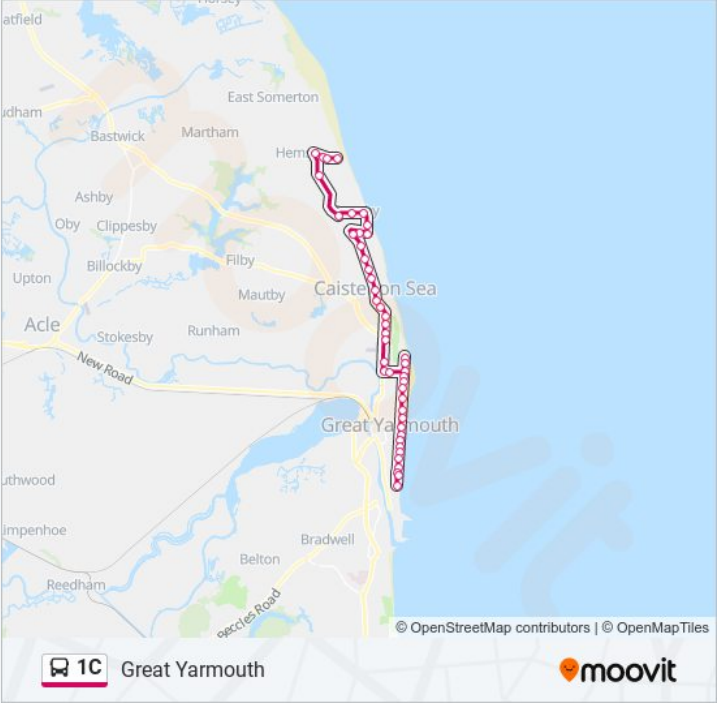 atfield
East Somerton
udham
Bastwick
Martham
Hem
Ashby
Oby
Clippesby
Billockby
Filby
Upton
Mautby
Caister on Sea
Acle
Runham
Stokesby
New Road
Great Yarmouth
uthwood
impenhoe
Bradwell
Belton
Reedham
Beccles Road
© OpenStreetMap contributors | © OpenMapTiles
1C Great Yarmouth
moovit